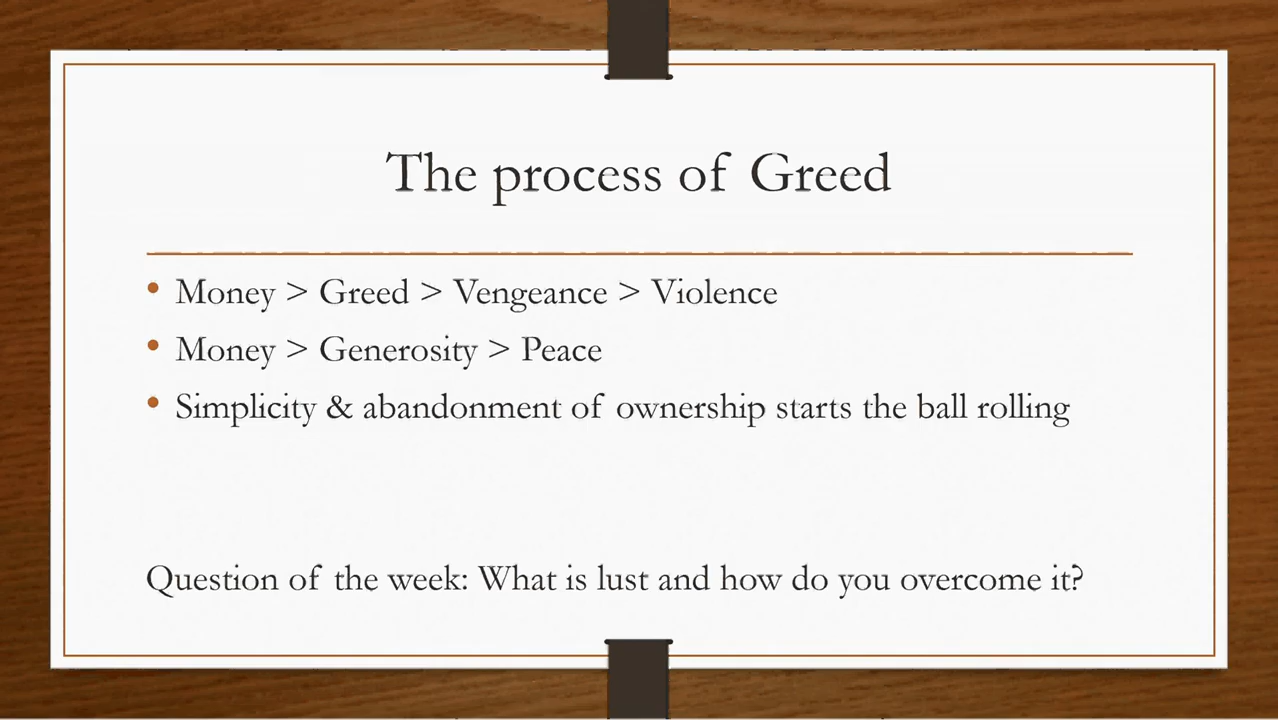 The process of Greed
• Money > Greed > Vengeance > Violence
• Money > Generosity > Peace
• Simplicity & abandonment of ownership starts the ball rolling
Question of the week: What is lust and how do you overcome it?